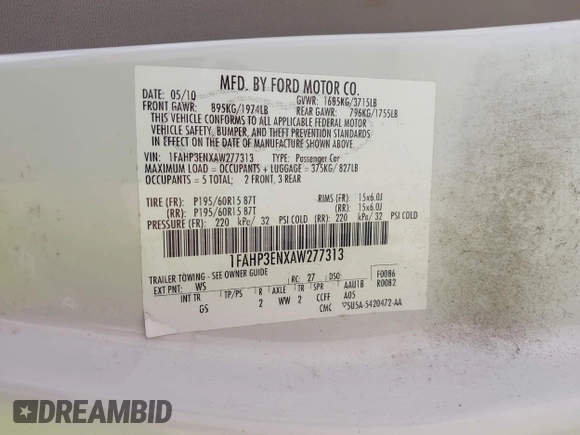 MFD. BY FORD MOTOR CO.
DATE: 05/10 GVWR: 1685KG/3715LB
FRONT GAWR: 895KG/1974LB REAR GAWR: 796KG/1755LB
THIS VEHICLE CONFORMS TO ALL APPLICABLE FEDERAL MOTOR
VEHICLE SAFETY, BUMPER, AND THEFT PREVENTION STANDARDS
IN EFFECT ON THE DATE OF MANUFACTURE SHOWN ABOVE.
VIN: 1FAHP3ENXAW277313 TYPE: Passenger Car
MAXIMUM LOAD = OCCUPANTS + LUGGAGE = 375KG/827LB
OCCUPANTS = 5 TOTAL; 2 FRONT, 3 REAR
TIRE (FR): P195/60R15 87T RIMS (FR): 15x6.0J
(RR): P195/60R15 87T (RR): 15x6.0J
PRESSURE (FR): 220 kPa/ 32 PSI COLD (RR): 220 kPa/ 32 PSI COLD
1FAHP3ENXAW277313
TRAILER TOWING - SEE OWNER GUIDE
EXT PNT: WS RC: 27 DSO: F0086
INT TR TP/PS R AXLE TR SPR AAU1B R0082
GS 2 WW 2 CCFF A05
CMC 5U5A-5420472-AA
DREAMBID